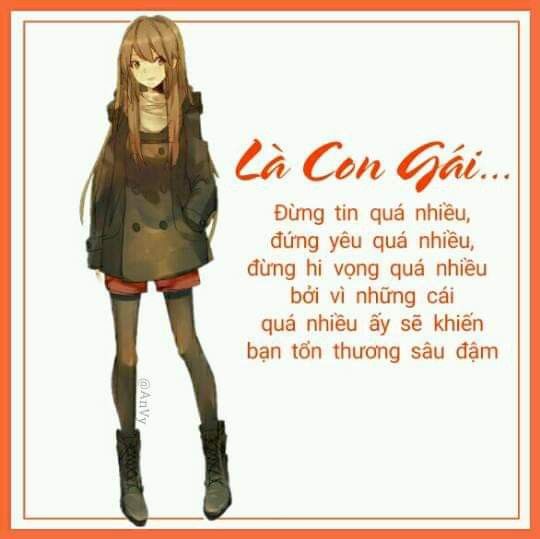 Là Con Gái...
Đừng tin quá nhiều,
đứng yêu quá nhiều,
đừng hi vọng quá nhiều
bởi vì những cái
quá nhiều ấy sẽ khiến
bạn tổn thương sâu đậm
@AnVy